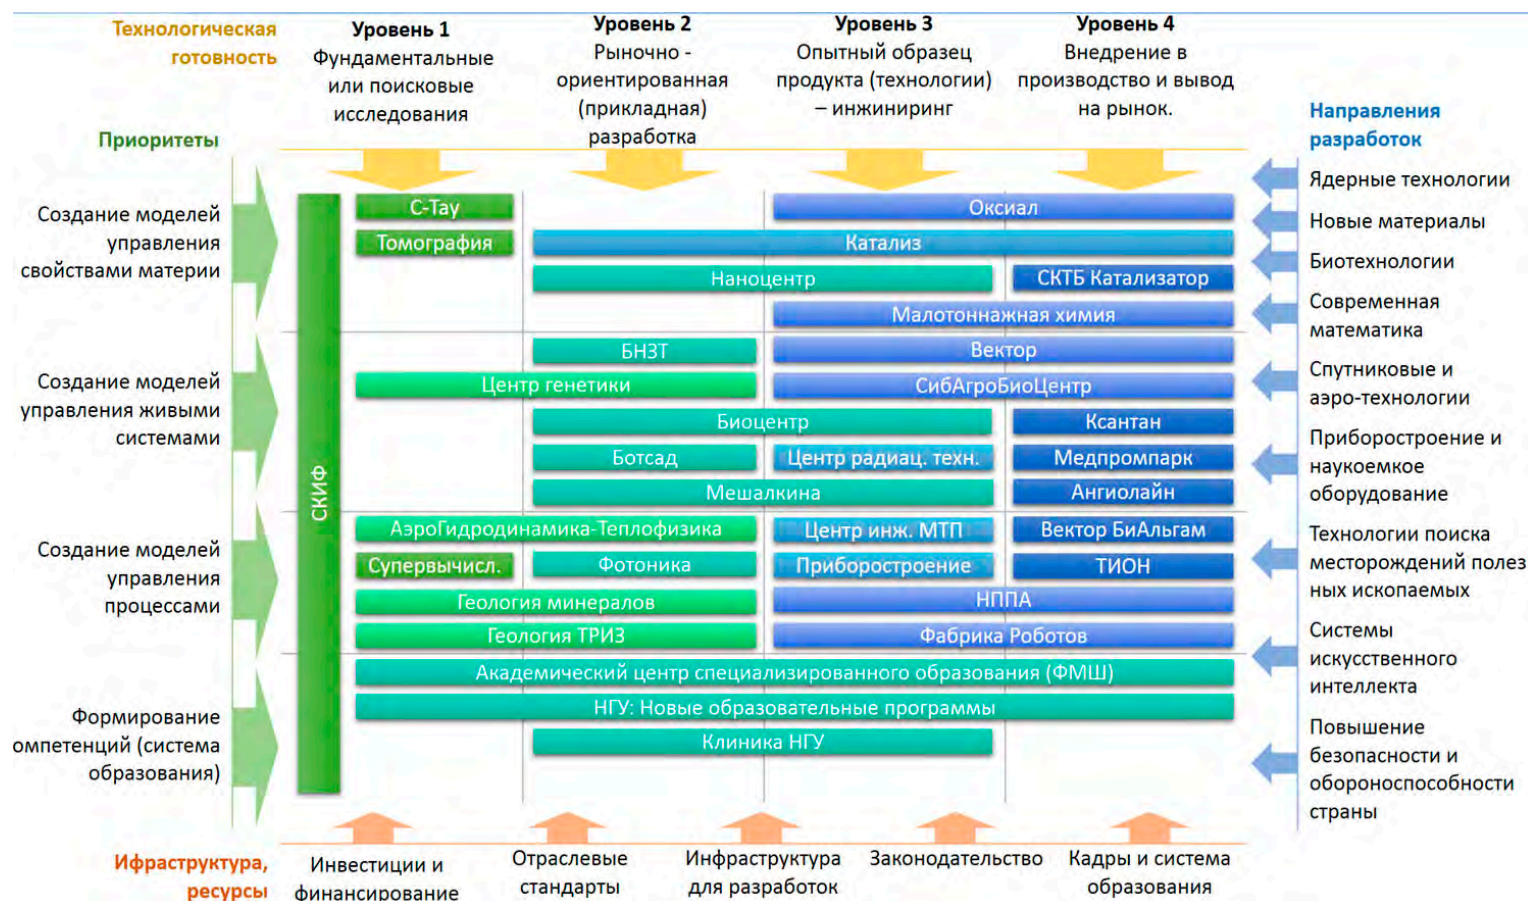 Технологическая
готовность
Уровень 1
Фундаментальные
или поисковые
исследования
Уровень 2
Рыночно -
ориентированная
(прикладная)
разработка
Уровень 3
Опытный образец
продукта (технологии)
– инжиниринг
Уровень 4
Внедрение в
производство и вывод
на рынок.
Приоритеты
Создание моделей
управления
свойствами материи
Создание моделей
управления живыми
системами
Создание моделей
управления
процессами
Формирование
омпетенций (система
образования)
СКИФ
С-Тау
Оксиал
Томография
Катализ
Наноцентр
СКТБ Катализатор
Малотоннажная химия
БНЗТ
Вектор
Центр генетики
СибАгроБиоЦентр
Биоцентр
Ксантан
Ботсад
Центр радиац. техн.
Медпромпарк
Мешалкина
Ангиолайн
АэроГидродинамика-Теплофизика
Центр инж. МТП
Вектор БиАльгам
Супервычисл.
Фотоника
Приборостроение
ТИОН
Геология минералов
НППА
Геология ТРИЗ
Фабрика Роботов
Академический центр специализированного образования (ФМШ)
НГУ: Новые образовательные программы
Клиника НГУ
Направления
разработок
Ядерные технологии
Новые материалы
Биотехнологии
Современная
математика
Спутниковые и
аэро-технологии
Приборостроение и
наукоемкое
оборудование
Технологии поиска
месторождений полез
ных ископаемых
Системы
искусственного
интеллекта
Повышение
безопасности и
обороноспособности
страны
Ифраструктура,
ресурсы
Инвестиции и
финансирование
Отраслевые
стандарты
Инфраструктура
для разработок
Законодательство
Кадры и система
образования